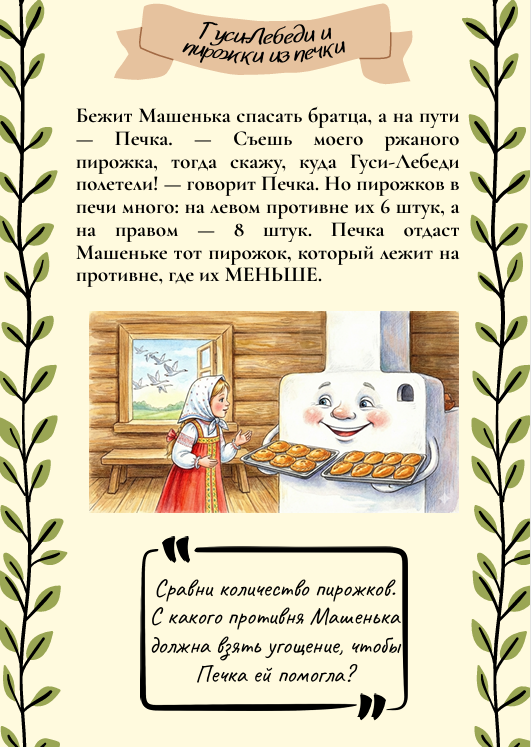 Гуси-Лебеди и
пирожки из печки
Бежит Машенька спасать братца, а на пути
— Печка. — Съешь моего ржаного
пирожка, тогда скажу, куда Гуси-Лебеди
полетели! — говорит Печка. Но пирожков в
печи много: на левом противне их 6 штук, а
на правом — 8 штук. Печка отдаст
Машеньке тот пирожок, который лежит на
противне, где их МЕНЬШЕ.
Сравни количество пирожков.
С какого противня Машенька
должна взять угощение, чтобы
Печка ей помогла?